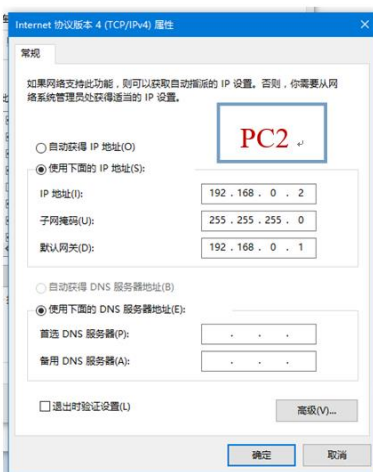 Internet 协议版本 4 (TCP/IPv4) 属性
常规
如果网络支持此功能，则可以获取自动指派的 IP 设置。否则，你需要从网
络系统管理员处获得适当的 IP 设置。
PC2
自动获得 IP 地址(O)
使用下面的 IP 地址(S):
IP 地址(I): 192 . 168 . 0 . 2
子网掩码(U): 255 . 255 . 255 . 0
默认网关(D): 192 . 168 . 0 . 1
自动获得 DNS 服务器地址(B)
使用下面的 DNS 服务器地址(E):
首选 DNS 服务器(P): . . .
备用 DNS 服务器(A): . . .
退出时验证设置(L)
高级(V)...
确定 取消